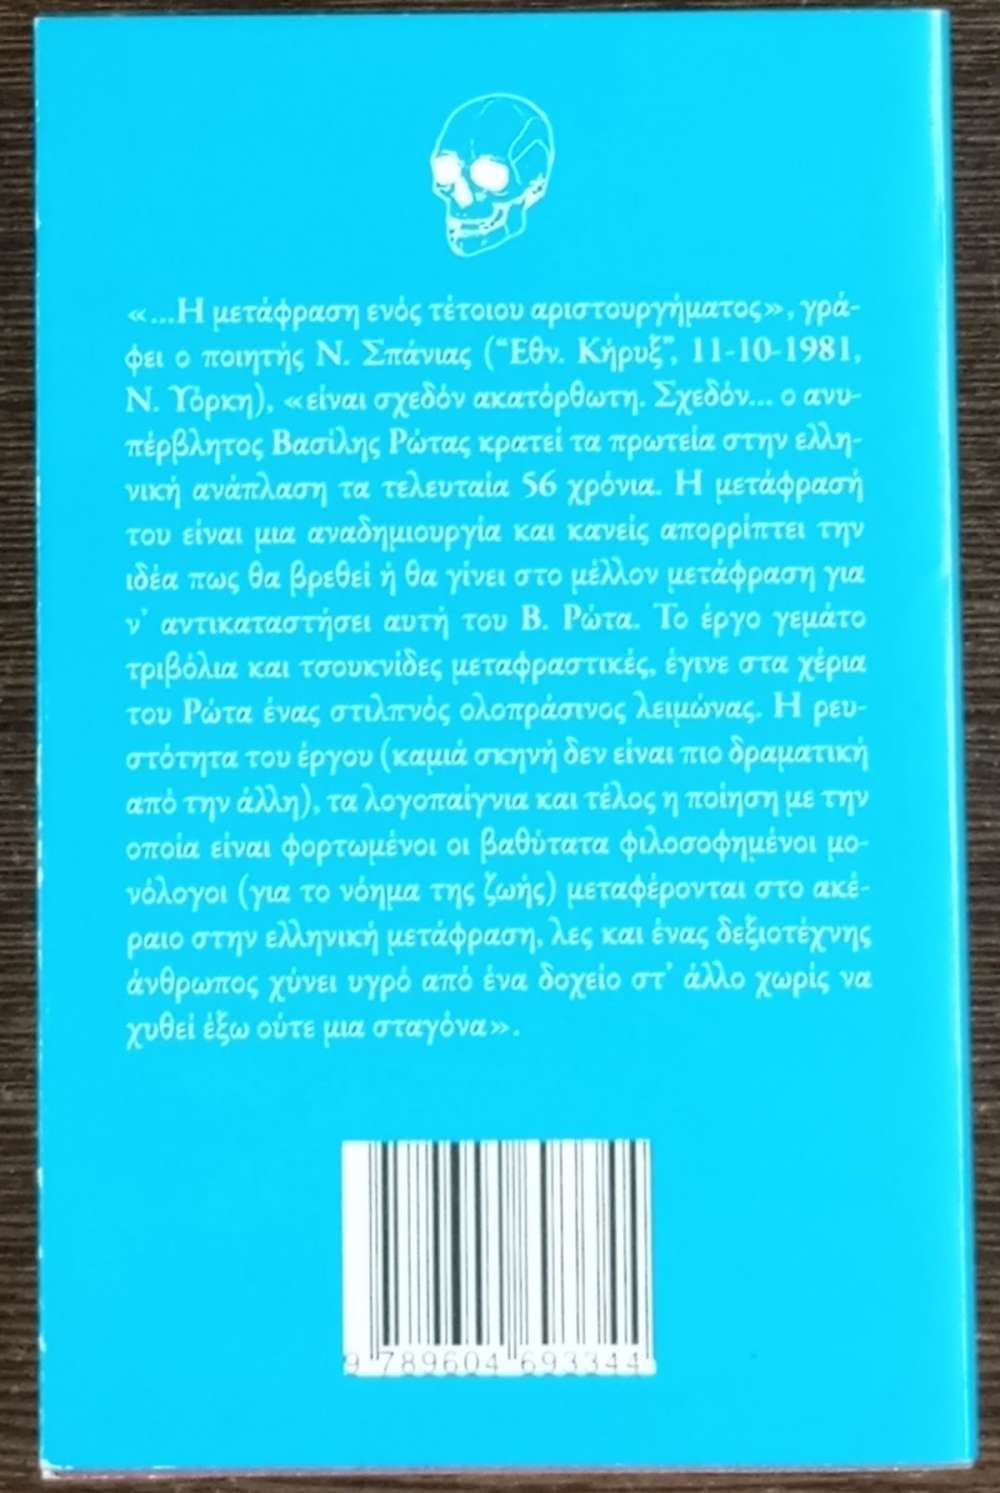 «...Η μετάφραση ενός τέτοιου αριστουργήματος», γρά-
φει ο ποιητής Ν. Σπάνιας ("Εθν. Κήρυξ", 11-10-1981,
Ν. Υόρκη), «είναι σχεδόν ακατόρθωτη. Σχεδόν... ο ανυ-
πέρβλητος Βασίλης Ρώτας κρατεί τα πρωτεία στην ελλη-
νική ανάπλαση τα τελευταία 56 χρόνια. Η μετάφρασή
του είναι μια αναδημιουργία και κανείς απορρίπτει την
ιδέα πως θα βρεθεί ή θα γίνει στο μέλλον μετάφραση για
ν' αντικαταστήσει αυτή του Β. Ρώτα. Το έργο γεμάτο
τριβόλια και τσουκνίδες μεταφραστικές, έγινε στα χέρια
του Ρώτα ένας στιλπνός ολοπράσινος λειμώνας. Η ρευ-
στότητα του έργου (καμιά σκηνή δεν είναι πιο δραματική
από την άλλη), τα λογοπαίγνια και τέλος η ποίηση με την
οποία είναι φορτωμένοι οι βαθύτατα φιλοσοφημένοι μο-
νόλογοι (για το νόημα της ζωής) μεταφέρονται στο ακέ-
ραιο στην ελληνική μετάφραση, λες και ένας δεξιοτέχνης
άνθρωπος χύνει υγρό από ένα δοχείο στ' άλλο χωρίς να
χυθεί έξω ούτε μια σταγόνα».
9 789604 693344